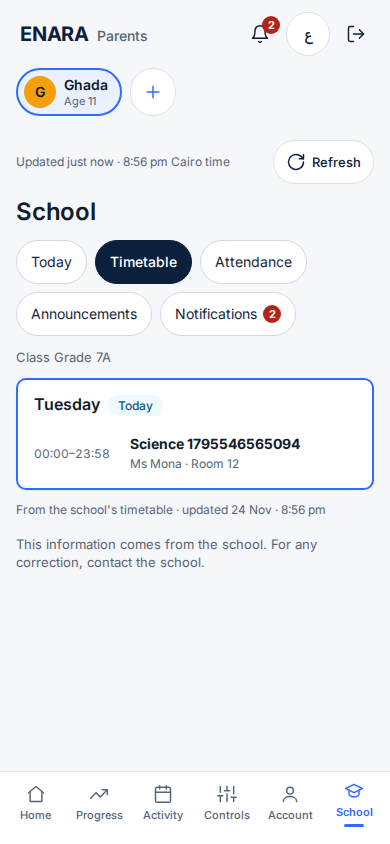 ENARA Parents
2
ع
G
Ghada
Age 11
Updated just now · 8:56 pm Cairo time
Refresh
School
Today
Timetable
Attendance
Announcements
Notifications 2
Class Grade 7A
Tuesday Today
00:00–23:58
Science 1795546565094
Ms Mona · Room 12
From the school's timetable · updated 24 Nov · 8:56 pm
This information comes from the school. For any
correction, contact the school.
Home
Progress
Activity
Controls
Account
School